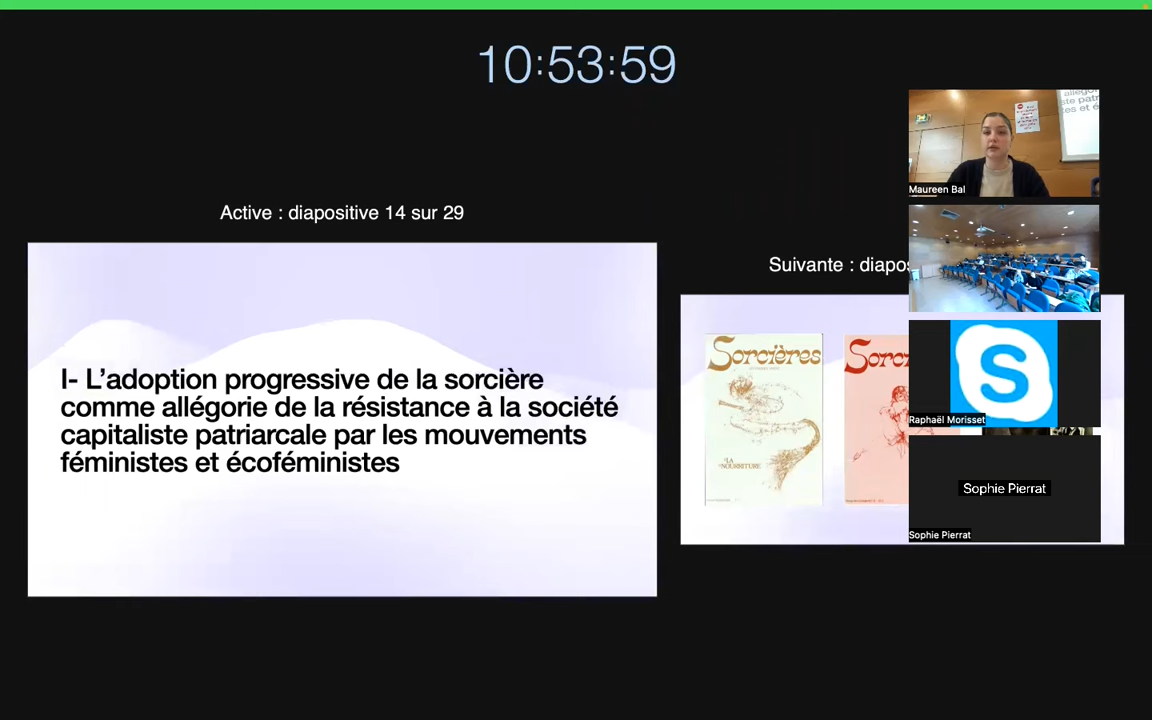 10:53:59
Active : diapositive 14 sur 29
I- L’adoption progressive de la sorcière
comme allégorie de la résistance à la société
capitaliste patriarcale par les mouvements
féministes et écoféministes
Suivante : diapos
Sorcières
LA
NOURRITURE
Sorc
Maureen Bal
S
Raphaël Morisset
Sophie Pierrat
Sophie Pierrat